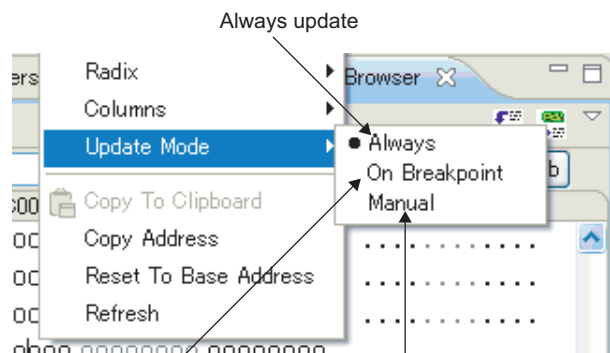 Always update
ers
Radix
Browser
Columns
Update Mode
Always
On Breakpoint
b
Manual
Copy To Clipboard
Copy Address
Reset To Base Address
Refresh